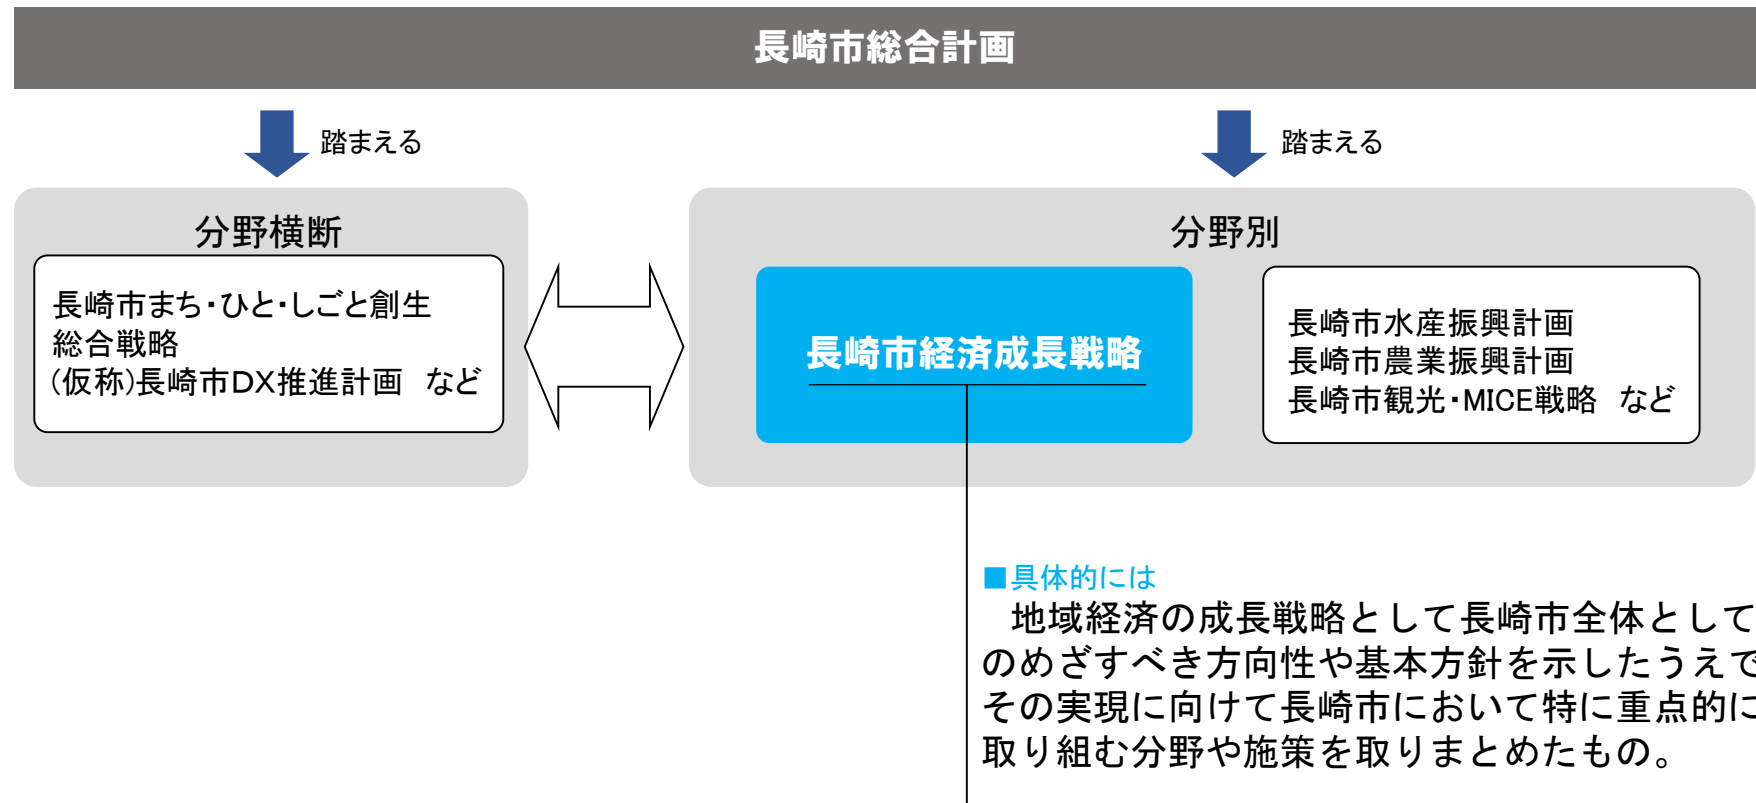 長崎市総合計画
踏まえる
踏まえる
分野横断
長崎市まち・ひと・しごと創生
総合戦略
(仮称)長崎市DX推進計画　など
分野別
長崎市経済成長戦略
長崎市水産振興計画
長崎市農業振興計画
長崎市観光・MICE戦略　など
■具体的には
　地域経済の成長戦略として長崎市全体として
のめざすべき方向性や基本方針を示したうえで
その実現に向けて長崎市において特に重点的に
取り組む分野や施策を取りまとめたもの。